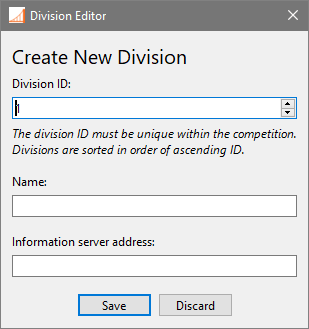 Division Editor
Create New Division
Division ID:
1
The division ID must be unique within the competition.
Divisions are sorted in order of ascending ID.
Name:
Information server address:
Save
Discard